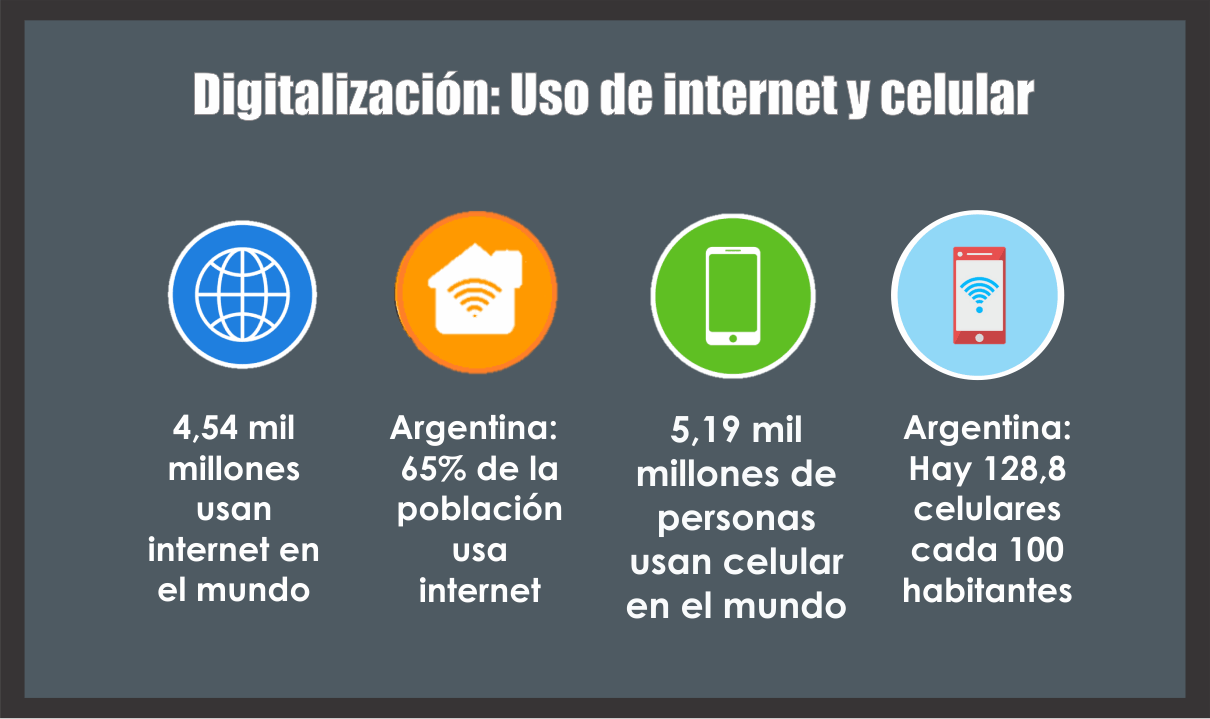 Digitalización: Uso de internet y celular
4,54 mil
millones
usan
internet en
el mundo
Argentina:
65% de la
población
usa
internet
5,19 mil
millones de
personas
usan celular
en el mundo
Argentina:
Hay 128,8
celulares
cada 100
habitantes